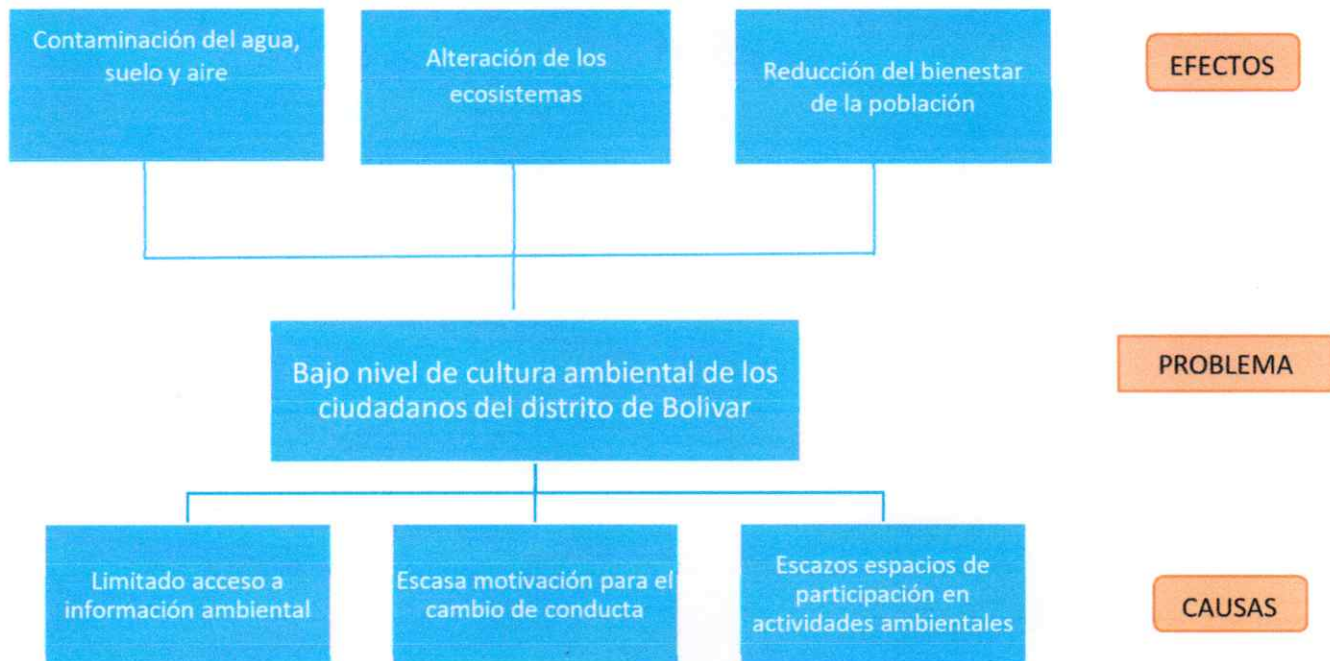 Contaminación del agua,
suelo y aire
Alteración de los
ecosistemas
Reducción del bienestar
de la población
EFECTOS
Bajo nivel de cultura ambiental de los
ciudadanos del distrito de Bolivar
PROBLEMA
Limitado acceso a
información ambiental
Escasa motivación para el
cambio de conducta
Escazos espacios de
participación en
actividades ambientales
CAUSAS